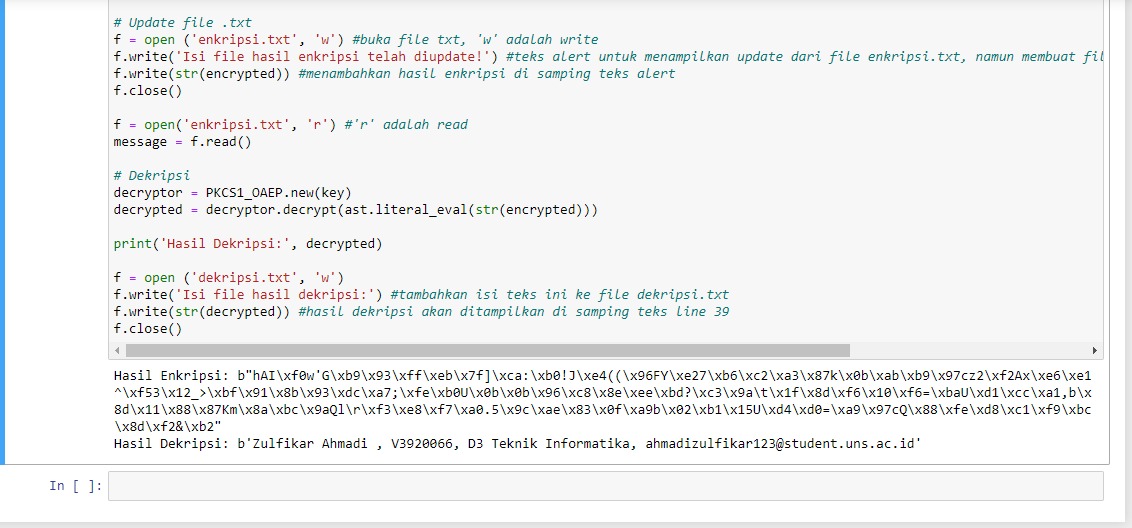 # Update file .txt
f = open ('enkripsi.txt', 'w') #buka file txt, 'w' adalah write
f.write('Isi file hasil enkripsi telah diupdate!') #teks alert untuk menampilkan update dari file enkripsi.txt, namun membuat fil
f.write(str(encrypted)) #menambahkan hasil enkripsi di samping teks alert
f.close()
f = open('enkripsi.txt', 'r') #'r' adalah read
message = f.read()
# Dekripsi
decryptor = PKCS1_OAEP.new(key)
decrypted = decryptor.decrypt(ast.literal_eval(str(encrypted)))
print('Hasil Dekripsi:', decrypted)
f = open ('dekripsi.txt', 'w')
f.write('Isi file hasil dekripsi:') #tambahkan isi teks ini ke file dekripsi.txt
f.write(str(decrypted)) #hasil dekripsi akan ditampilkan di samping teks line 39
f.close()
Hasil Enkripsi: b"hAI\xf0w'G\xb9\x93\xff\xeb\x7f]\xca:\xb0!J\xe4((\x96FY\xe27\xb6\xc2\xa3\x87k\x0b\xab\xb9\x97cz2\xf2Ax\xe6\xe1
^\xf53\x12_>\xbf\x91\x8b\x93\xdc\xa7;\xfe\xb0U\x0b\x0b\x96\xc8\x8e\xee\xbd?\xc3\x9a\t\x1f\x8d\xf6\x10\xf6=\xbaU\xd1\xcc\xa1,b\x
8d\x11\x88\x87Km\x8a\xbc\x9aQl\r\xf3\xe8\xf7\xa0.5\x9c\xae\x83\x0f\xa9b\x02\xb1\x15U\xd4\xd0=\xa9\x97cQ\x88\xfe\xd8\xc1\xf9\xbc
\x8d\xf2&\xb2"
Hasil Dekripsi: b'Zulfikar Ahmadi , V3920066, D3 Teknik Informatika, ahmadizulfikar123@student.uns.ac.id'
In [ ]: